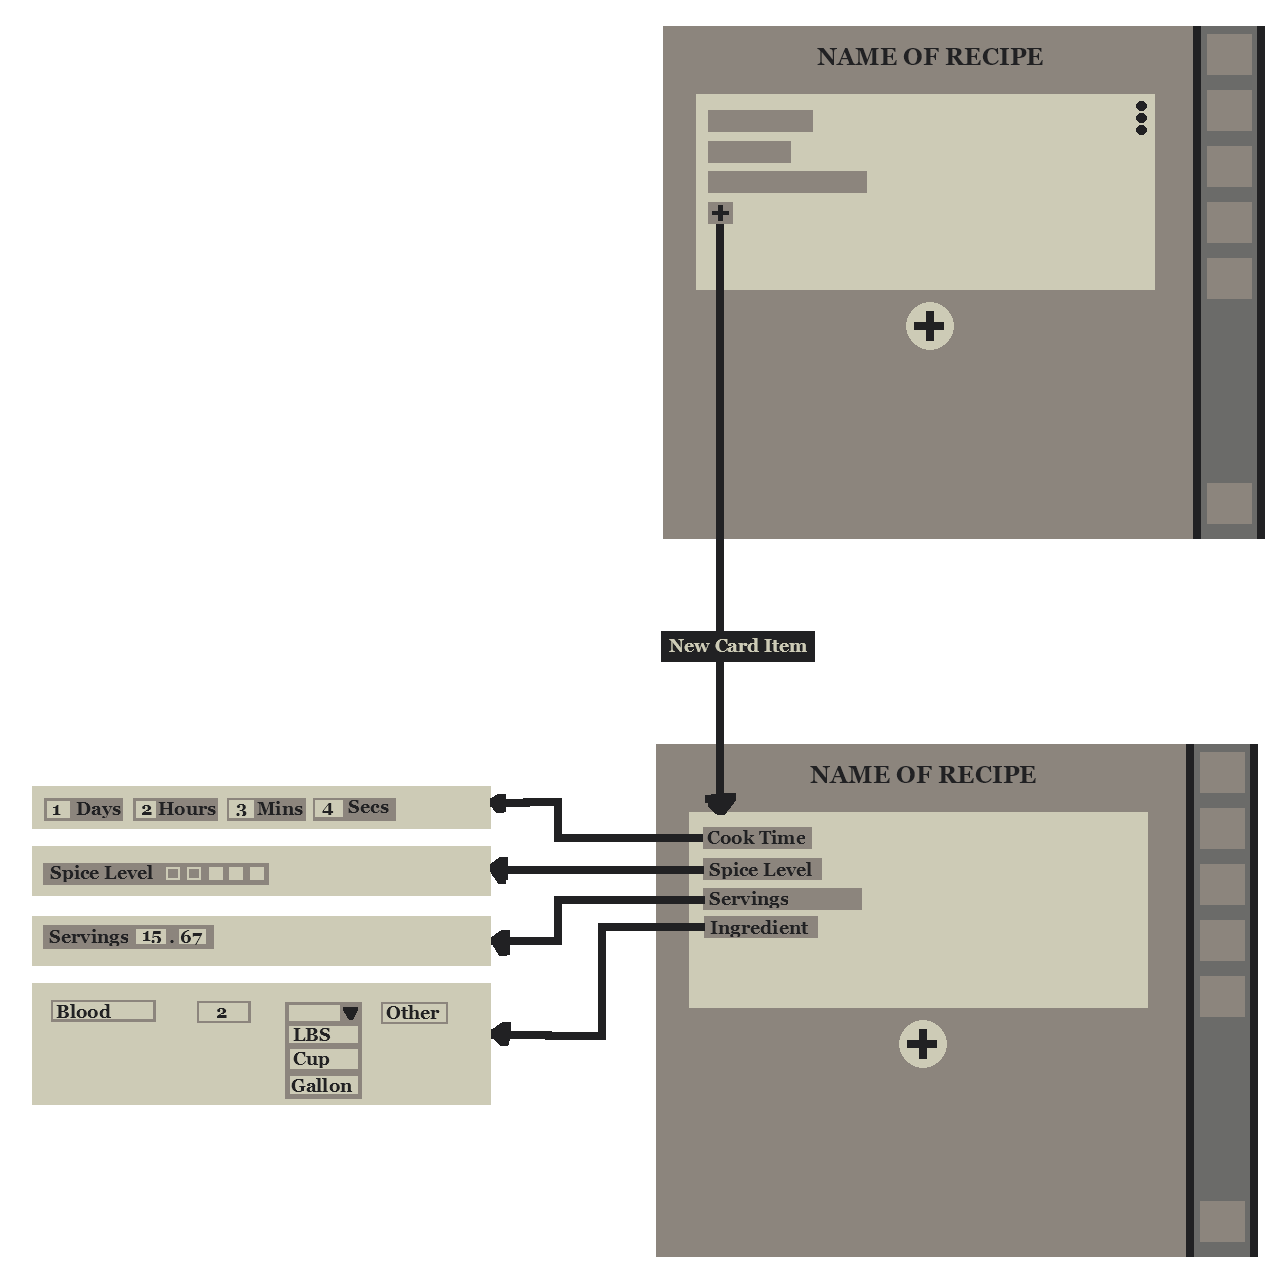 NAME OF RECIPE
New Card Item
NAME OF RECIPE
Cook Time
Spice Level
Servings
Ingredient
1 Days 2 Hours 3 Mins 4 Secs
Spice Level
Servings 15 . 67
Blood 2 Other
LBS
Cup
Gallon